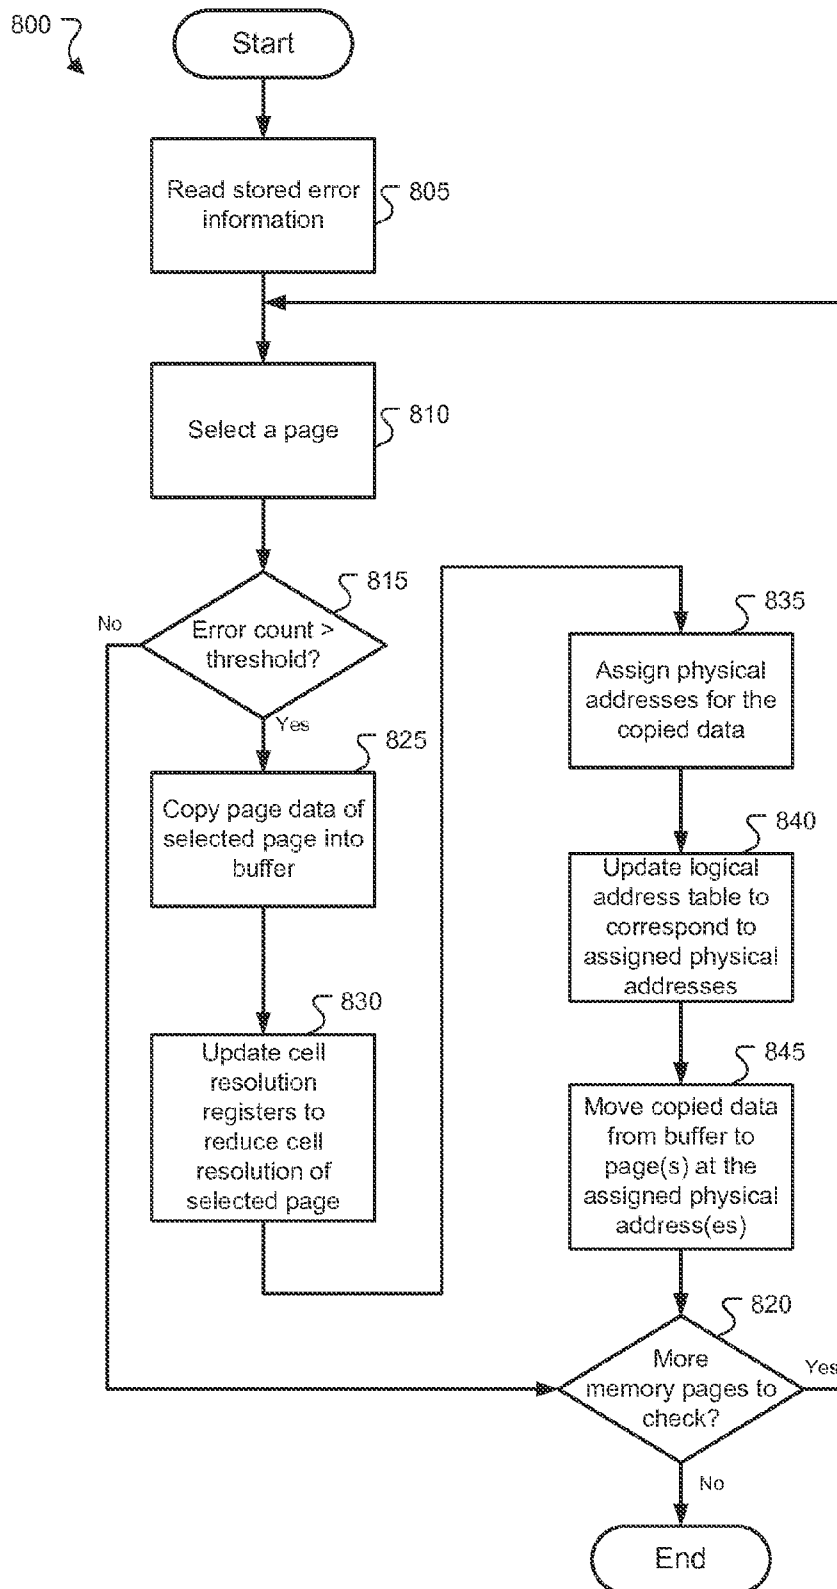 800
Start
Read stored error
information
805
Select a page
810
815
No
Error count >
threshold?
Yes
825
Copy page data of
selected page into
buffer
830
Update cell
resolution
registers to
reduce cell
resolution of
selected page
835
Assign physical
addresses for the
copied data
840
Update logical
address table to
correspond to
assigned physical
addresses
845
Move copied data
from buffer to
page(s) at the
assigned physical
address(es)
820
More
memory pages to
check?
Yes
No
End